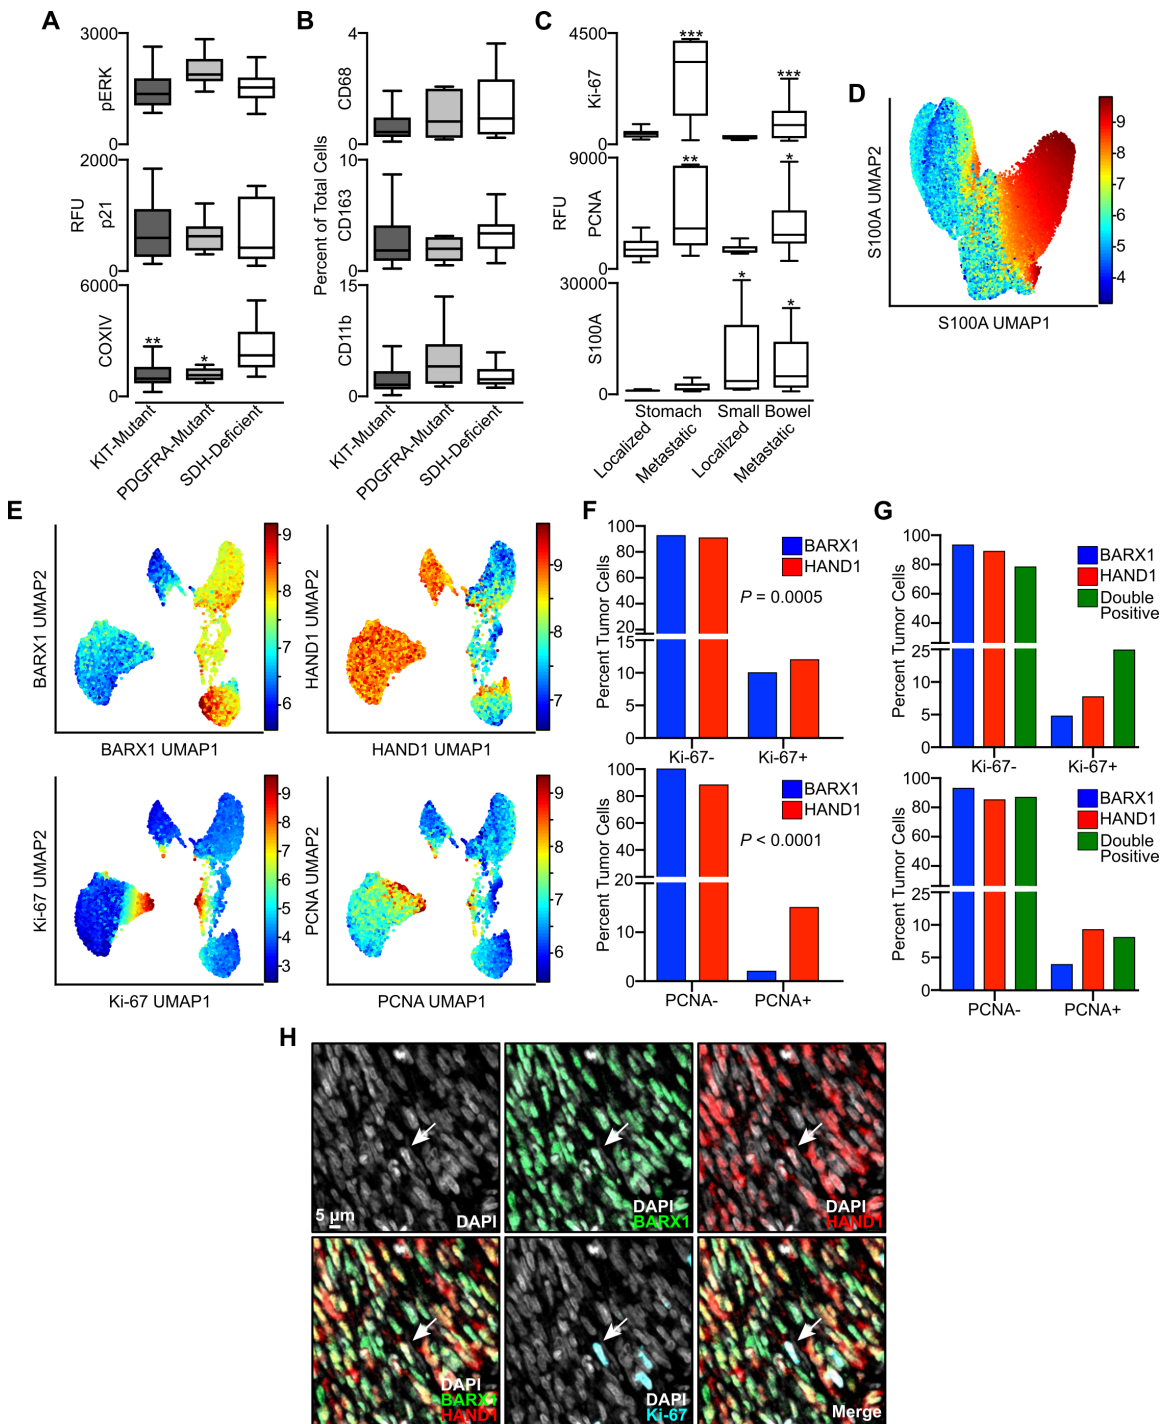 A
RFU
3000
pERK
0
2000
p21
0
6000
COXIV
**
*
0
KIT-Mutant
PDGFRA-Mutant
SDH-Deficient
B
Percent of Total Cells
4
CD68
0
10
CD163
0
15
CD11b
0
KIT-Mutant
PDGFRA-Mutant
SDH-Deficient
C
RFU
4500
Ki-67
***
***
0
9000
PCNA
**
*
0
30000
S100A
*
*
0
Stomach
Small Bowel
Localized
Metastatic
Localized
Metastatic
D
S100A UMAP2
S100A UMAP1
9
8
7
6
5
4
E
BARX1 UMAP2
BARX1 UMAP1
9
8
7
6
HAND1 UMAP2
HAND1 UMAP1
9
8
7
Ki-67 UMAP2
Ki-67 UMAP1
9
8
7
6
5
4
3
PCNA UMAP2
PCNA UMAP1
9
8
7
6
F
Percent Tumor Cells
100
80
60
40
20
15
10
5
0
BARX1
HAND1
P = 0.0005
Ki-67-
Ki-67+
Percent Tumor Cells
100
80
60
40
20
10
0
BARX1
HAND1
P < 0.0001
PCNA-
PCNA+
G
Percent Tumor Cells
100
80
60
40
25
15
5
0
BARX1
HAND1
Double
Positive
Ki-67-
Ki-67+
Percent Tumor Cells
100
80
60
40
25
15
10
5
0
BARX1
HAND1
Double
Positive
PCNA-
PCNA+
H
5 µm
DAPI
DAPI
BARX1
DAPI
HAND1
DAPI
BARX1
HAND1
DAPI
Ki-67
Merge